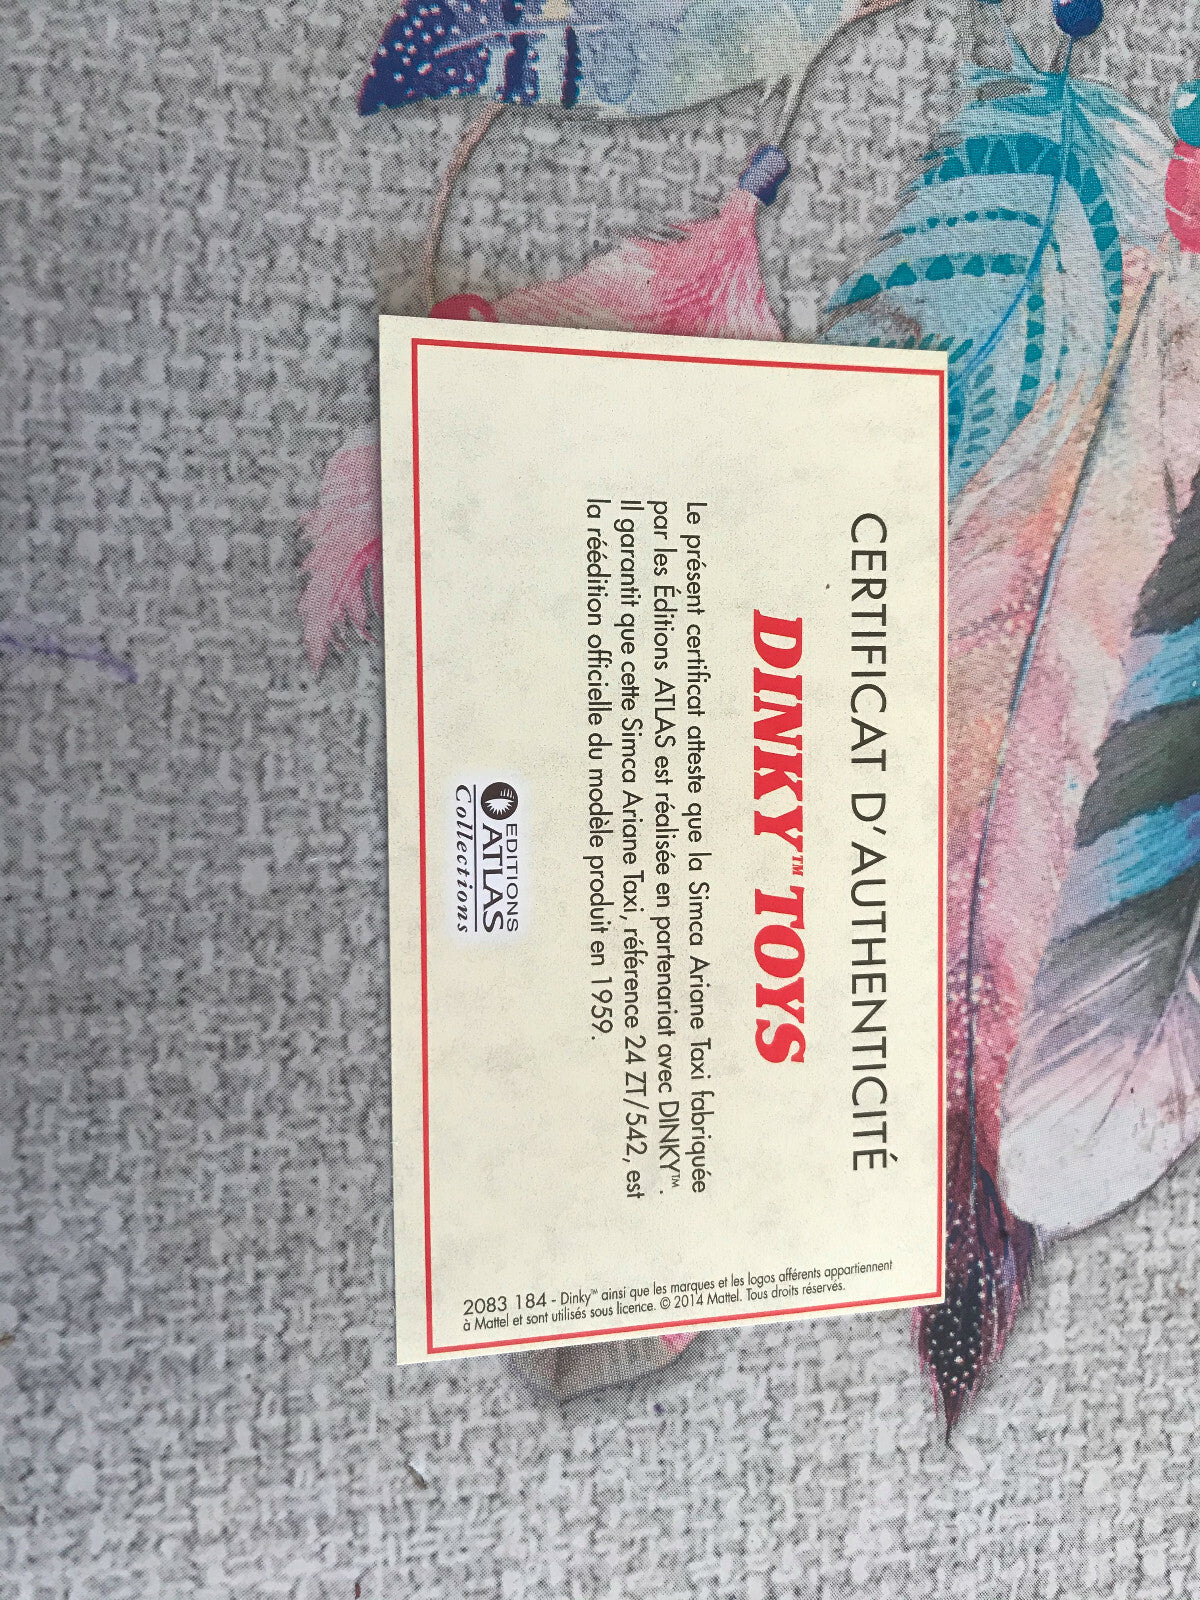 CERTIFICAT D'AUTHENTICITÉ
DINKY™ TOYS
Le présent certificat atteste que la Simca Ariane Taxi fabriquée
par les Éditions ATLAS est réalisée en partenariat avec DINKY™.
Il garantit que cette Simca Ariane Taxi, référence 24 ZT/542, est
la réédition officielle du modèle produit en 1959.
EDITIONS
ATLAS
Collections
2083 184 - Dinky™ ainsi que les marques et les logos afférents appartiennent
à Mattel et sont utilisés sous licence. © 2014 Mattel. Tous droits réservés.